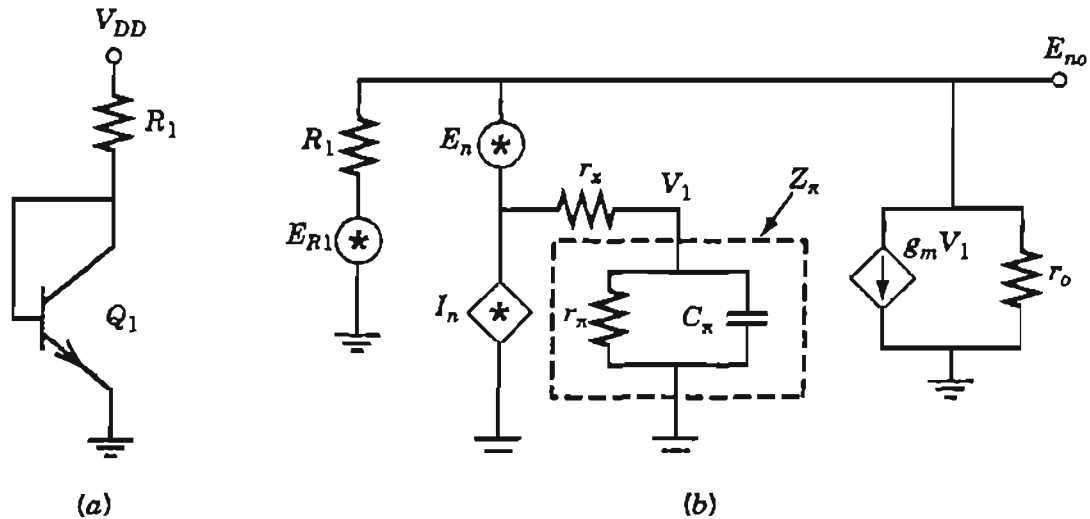 V_DD
R_1
Q_1
(a)
E_no
R_1
E_R1
E_n
I_n
r_x
V_1
Z_π
r_π
C_π
g_m V_1
r_o
(b)